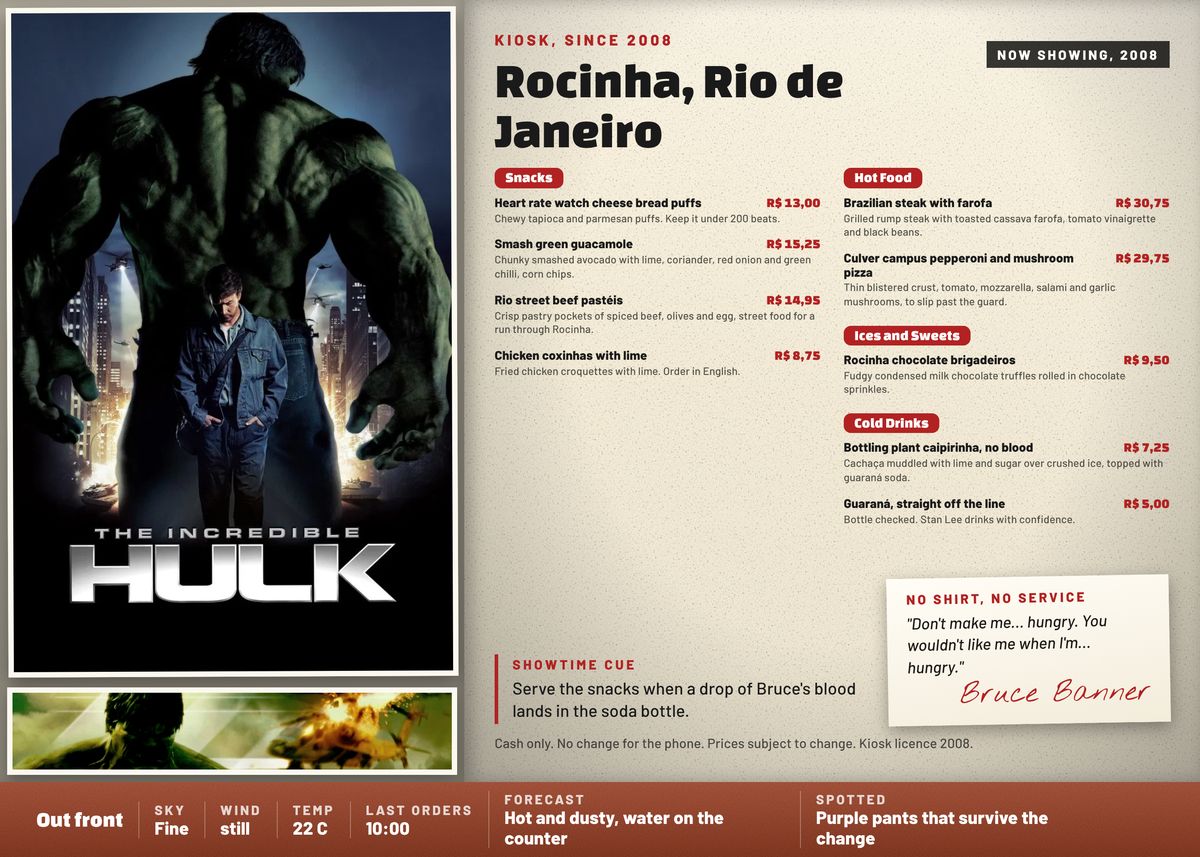 THE INCREDIBLE
HULK
KIOSK, SINCE 2008
NOW SHOWING, 2008
Rocinha, Rio de
Janeiro
Snacks
Heart rate watch cheese bread puffs R$ 13,00
Chewy tapioca and parmesan puffs. Keep it under 200 beats.
Smash green guacamole R$ 15,25
Chunky smashed avocado with lime, coriander, red onion and green
chilli, corn chips.
Rio street beef pastéis R$ 14,95
Crisp pastry pockets of spiced beef, olives and egg, street food for a
run through Rocinha.
Chicken coxinhas with lime R$ 8,75
Fried chicken croquettes with lime. Order in English.
Hot Food
Brazilian steak with farofa R$ 30,75
Grilled rump steak with toasted cassava farofa, tomato vinaigrette
and black beans.
Culver campus pepperoni and mushroom R$ 29,75
pizza
Thin blistered crust, tomato, mozzarella, salami and garlic
mushrooms, to slip past the guard.
Ices and Sweets
Rocinha chocolate brigadeiros R$ 9,50
Fudgy condensed milk chocolate truffles rolled in chocolate
sprinkles.
Cold Drinks
Bottling plant caipirinha, no blood R$ 7,25
Cachaça muddled with lime and sugar over crushed ice, topped with
guaraná soda.
Guaraná, straight off the line R$ 5,00
Bottle checked. Stan Lee drinks with confidence.
NO SHIRT, NO SERVICE
"Don't make me... hungry. You
wouldn't like me when I'm...
hungry."
Bruce Banner
SHOWTIME CUE
Serve the snacks when a drop of Bruce's blood
lands in the soda bottle.
Cash only. No change for the phone. Prices subject to change. Kiosk licence 2008.
Out front
SKY
Fine
WIND
still
TEMP
22 C
LAST ORDERS
10:00
FORECAST
Hot and dusty, water on the
counter
SPOTTED
Purple pants that survive the
change